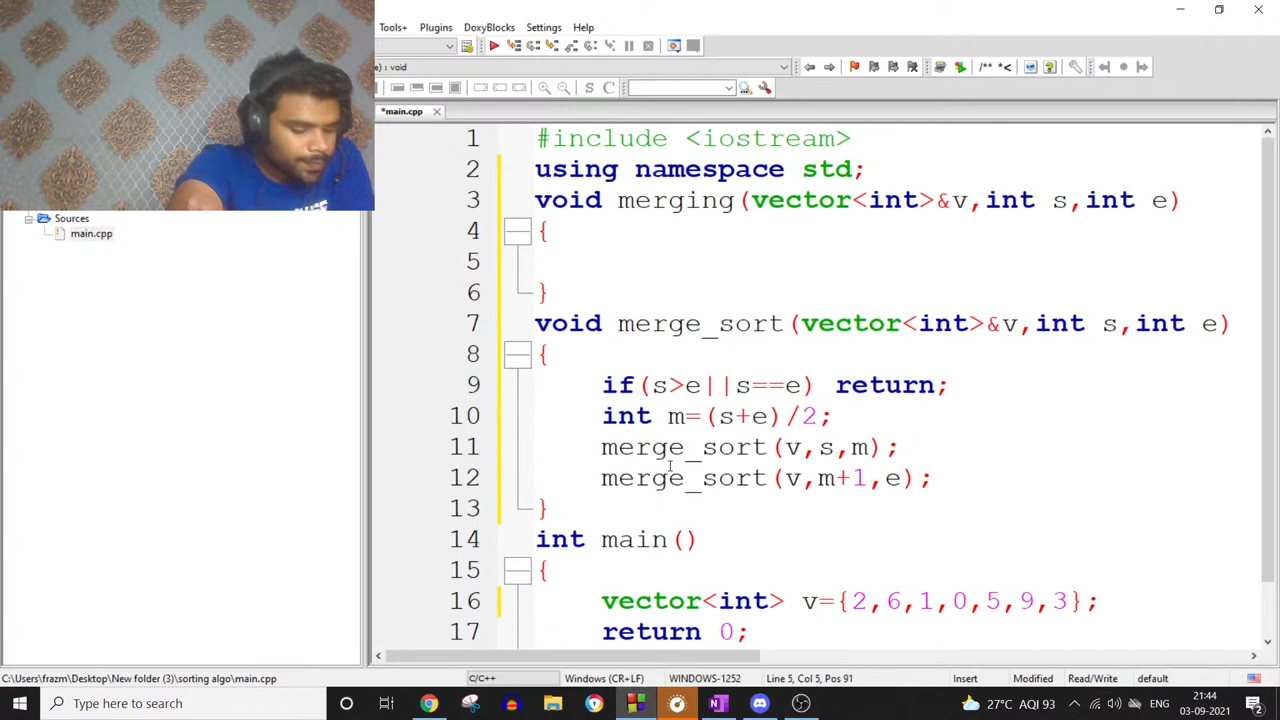 Tools+ Plugins DoxyBlocks Settings Help
e) : void
/** *<
S C
*main.cpp
Sources
main.cpp
1 #include <iostream>
2 using namespace std;
3 void merging(vector<int>&v,int s,int e)
4 {
5
6 }
7 void merge_sort(vector<int>&v,int s,int e)
8 {
9 if(s>e||s==e) return;
10 int m=(s+e)/2;
11 merge_sort(v,s,m);
12 merge_sort(v,m+1,e);
13 }
14 int main()
15 {
16 vector<int> v={2,6,1,0,5,9,3};
17 return 0;
C:\Users\frazm\Desktop\New folder (3)\sorting algo\main.cpp C/C++ Windows (CR+LF) WINDOWS-1252 Line 5, Col 5, Pos 91 Insert Modified Read/Write default
Type here to search 27°C AQI 93 ENG 21:44
03-09-2021